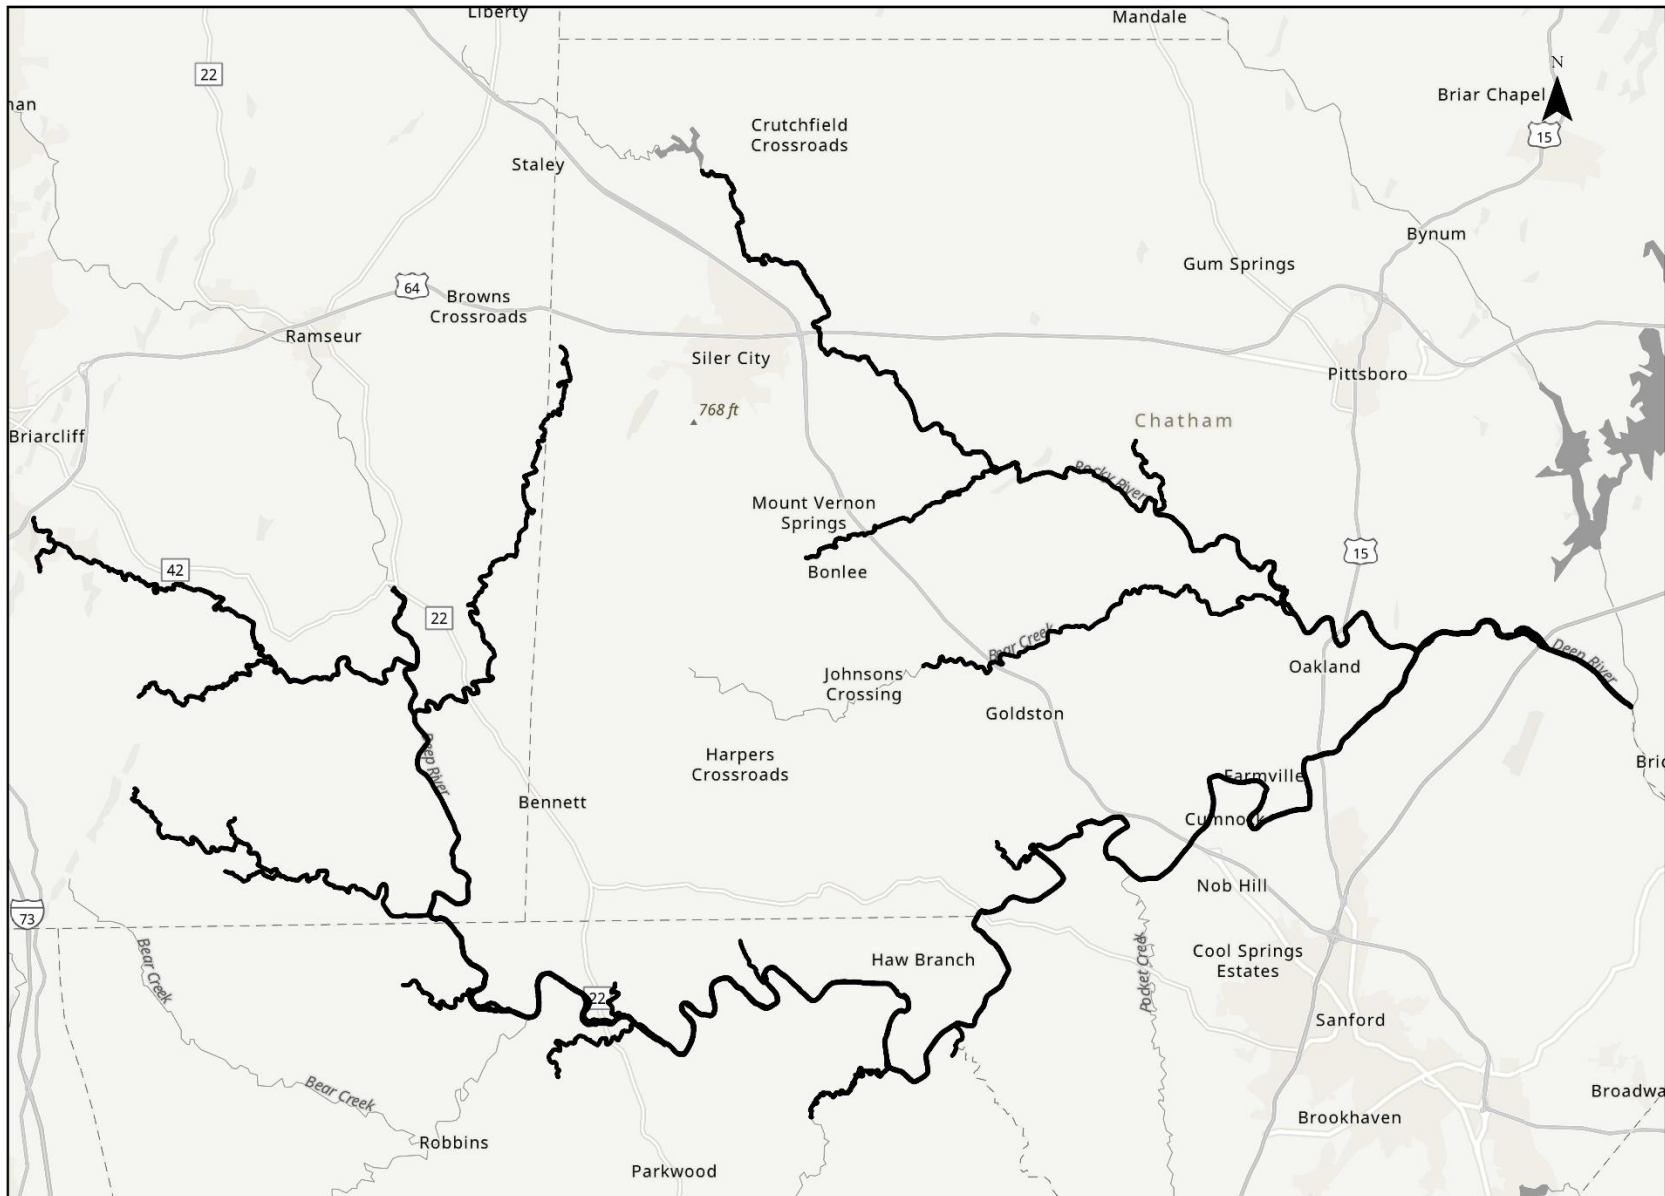 Liberty
Mandale
22
nan
Briar Chapel
N
15
Crutchfield
Crossroads
Staley
Bynum
Gum Springs
64
Browns
Crossroads
Ramseur
Siler City
Pittsboro
768 ft
Chatham
Briarcliff
Rocky River
Mount Vernon
Springs
15
Bonlee
42
22
Bear Creek
Oakland
Deep River
Johnsons
Crossing
Goldston
Deep River
Harpers
Crossroads
Bric
Farmville
Bennett
Cumnock
Nob Hill
73
Bear Creek
Haw Branch
Pocket Creek
Cool Springs
Estates
22
Sanford
Bear Creek
Broadwa
Brookhaven
Robbins
Parkwood